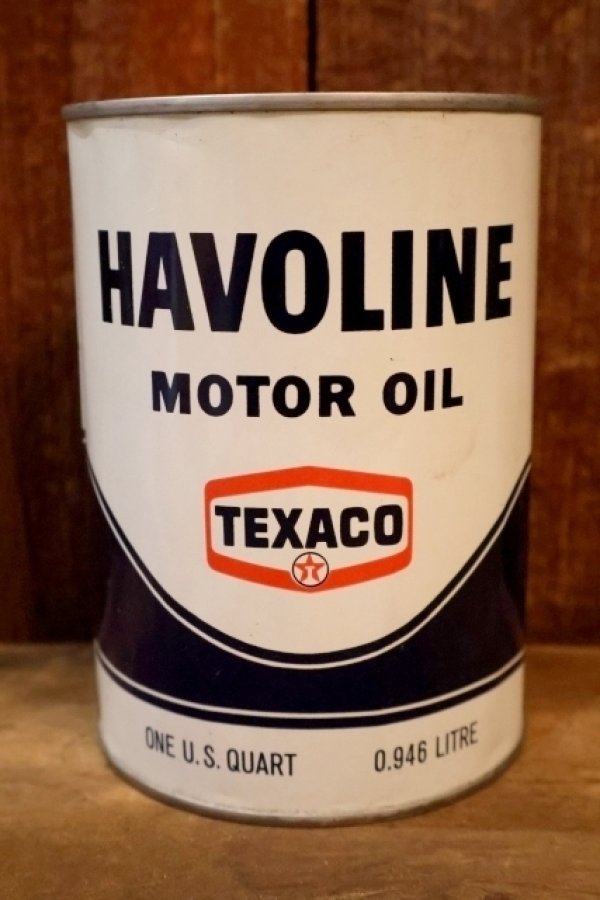 HAVOLINE
MOTOR OIL
TEXACO
T
ONE U.S. QUART 0.946 LITRE